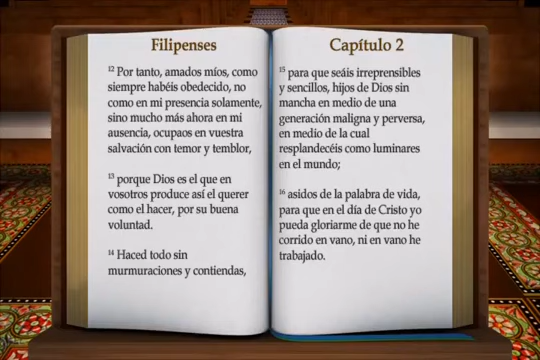 Filipenses
12 Por tanto, amados míos, como
siempre habéis obedecido, no
como en mi presencia solamente,
sino mucho más ahora en mi
ausencia, ocupaos en vuestra
salvación con temor y temblor,
13 porque Dios es el que en
vosotros produce así el querer
como el hacer, por su buena
voluntad.
14 Haced todo sin
murmuraciones y contiendas,
Capítulo 2
15 para que seáis irreprensibles
y sencillos, hijos de Dios sin
mancha en medio de una
generación maligna y perversa,
en medio de la cual
resplandecéis como luminares
en el mundo;
16 asidos de la palabra de vida,
para que en el día de Cristo yo
pueda gloriarme de que no he
corrido en vano, ni en vano he
trabajado.